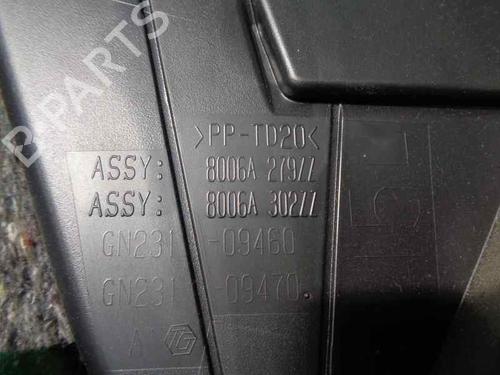 >PP-TD20<
ASSY: 8006A 279ZZ
ASSY: 8006A 302ZZ
GN231 -09460
GN231 -09470.
A
B PARTS